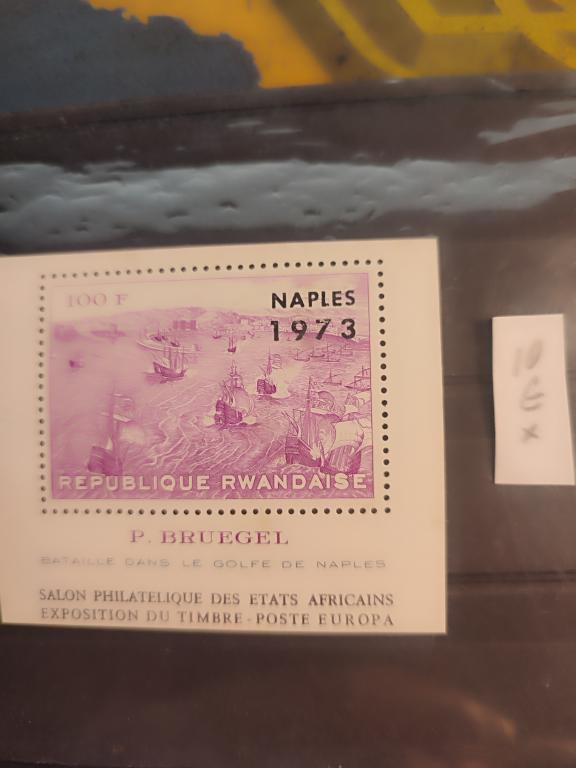 100 F
NAPLES
1973
REPUBLIQUE RWANDAISE
P. BRUEGEL
BATAILLE DANS LE GOLFE DE NAPLES
SALON PHILATELIQUE DES ETATS AFRICAINS
EXPOSITION DU TIMBRE-POSTE EUROPA
10
€
x